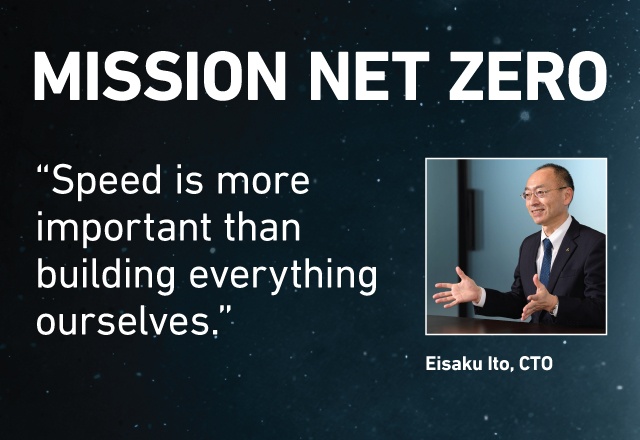 MISSION NET ZERO
“Speed is more
important than
building everything
ourselves.”
Eisaku Ito, CTO